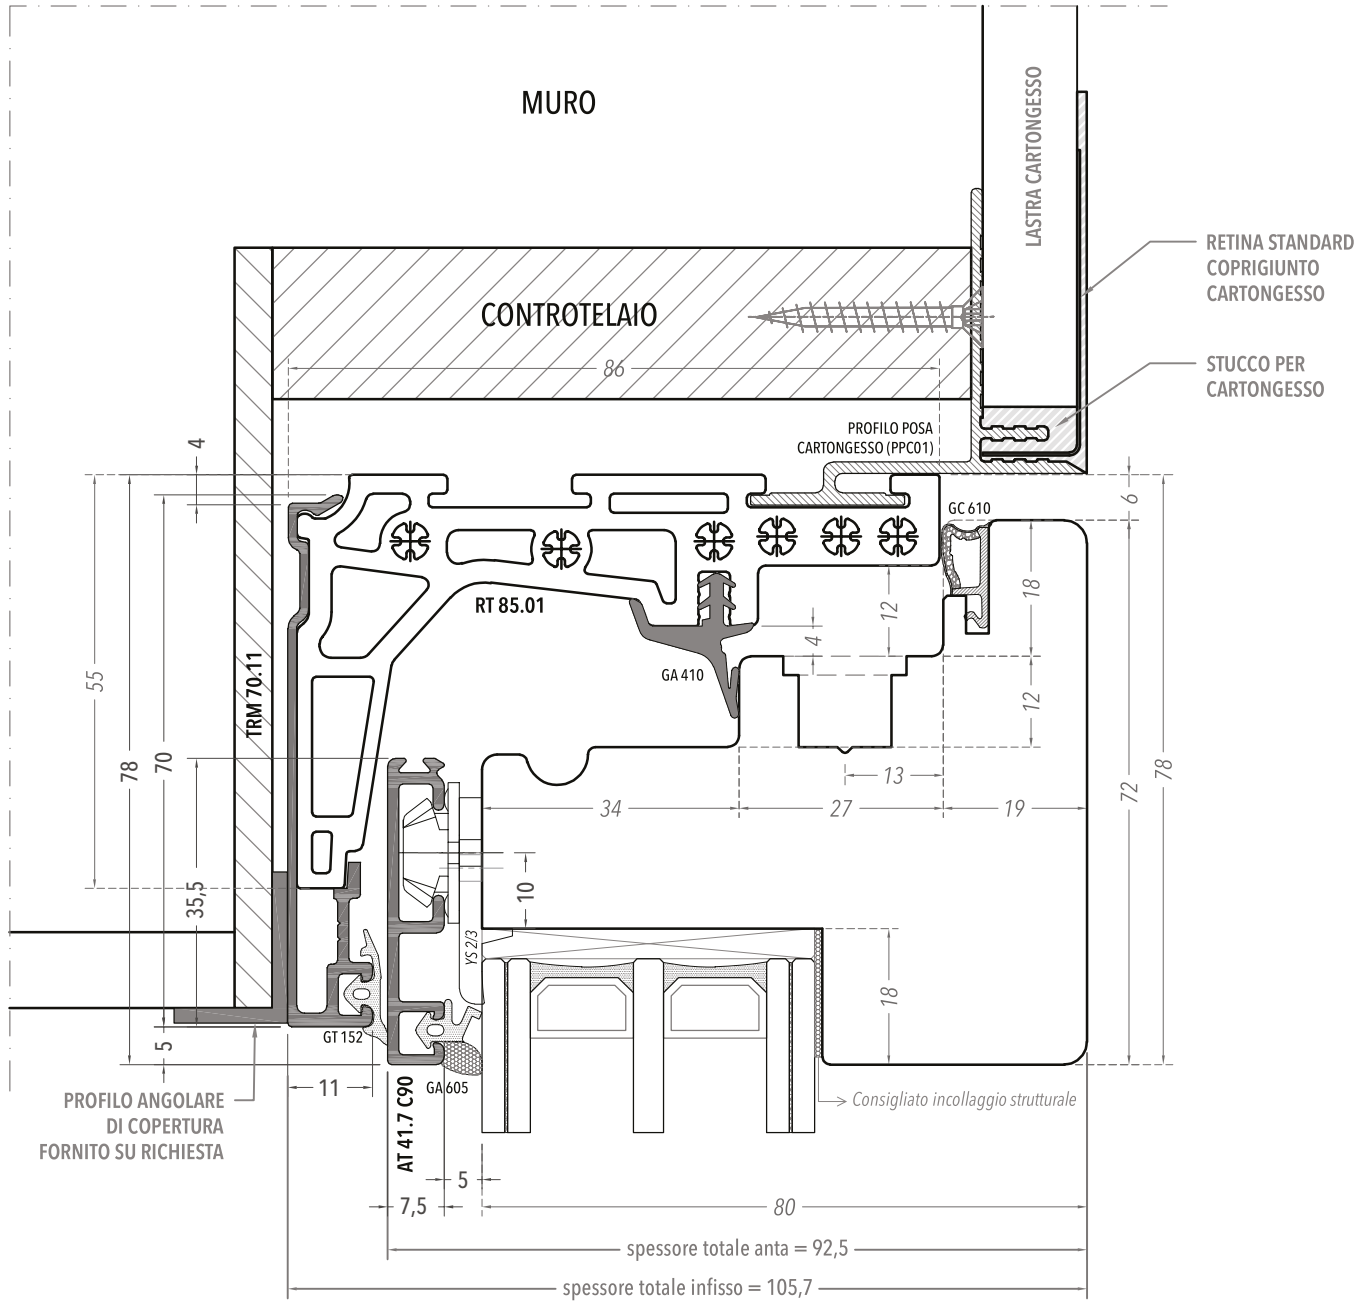 MURO
LASTRA CARTONGESSO
RETINA STANDARD
COPRIGIUNTO
CARTONGESSO
CONTROTELAIO
86
STUCCO PER
CARTONGESSO
PROFILO POSA
CARTONGESSO (PPC01)
4
6
GC 610
RT 85.01
12
18
4
GA 410
TRM 70.11
55
12
78
70
13
72
78
34
27
19
35,5
10
YS 2/3
18
GT 152
5
11
GA 605
AT 41.7 C90
PROFILO ANGOLARE
DI COPERTURA
FORNITO SU RICHIESTA
Consigliato incollaggio strutturale
5
7,5
80
spessore totale anta = 92,5
spessore totale infisso = 105,7